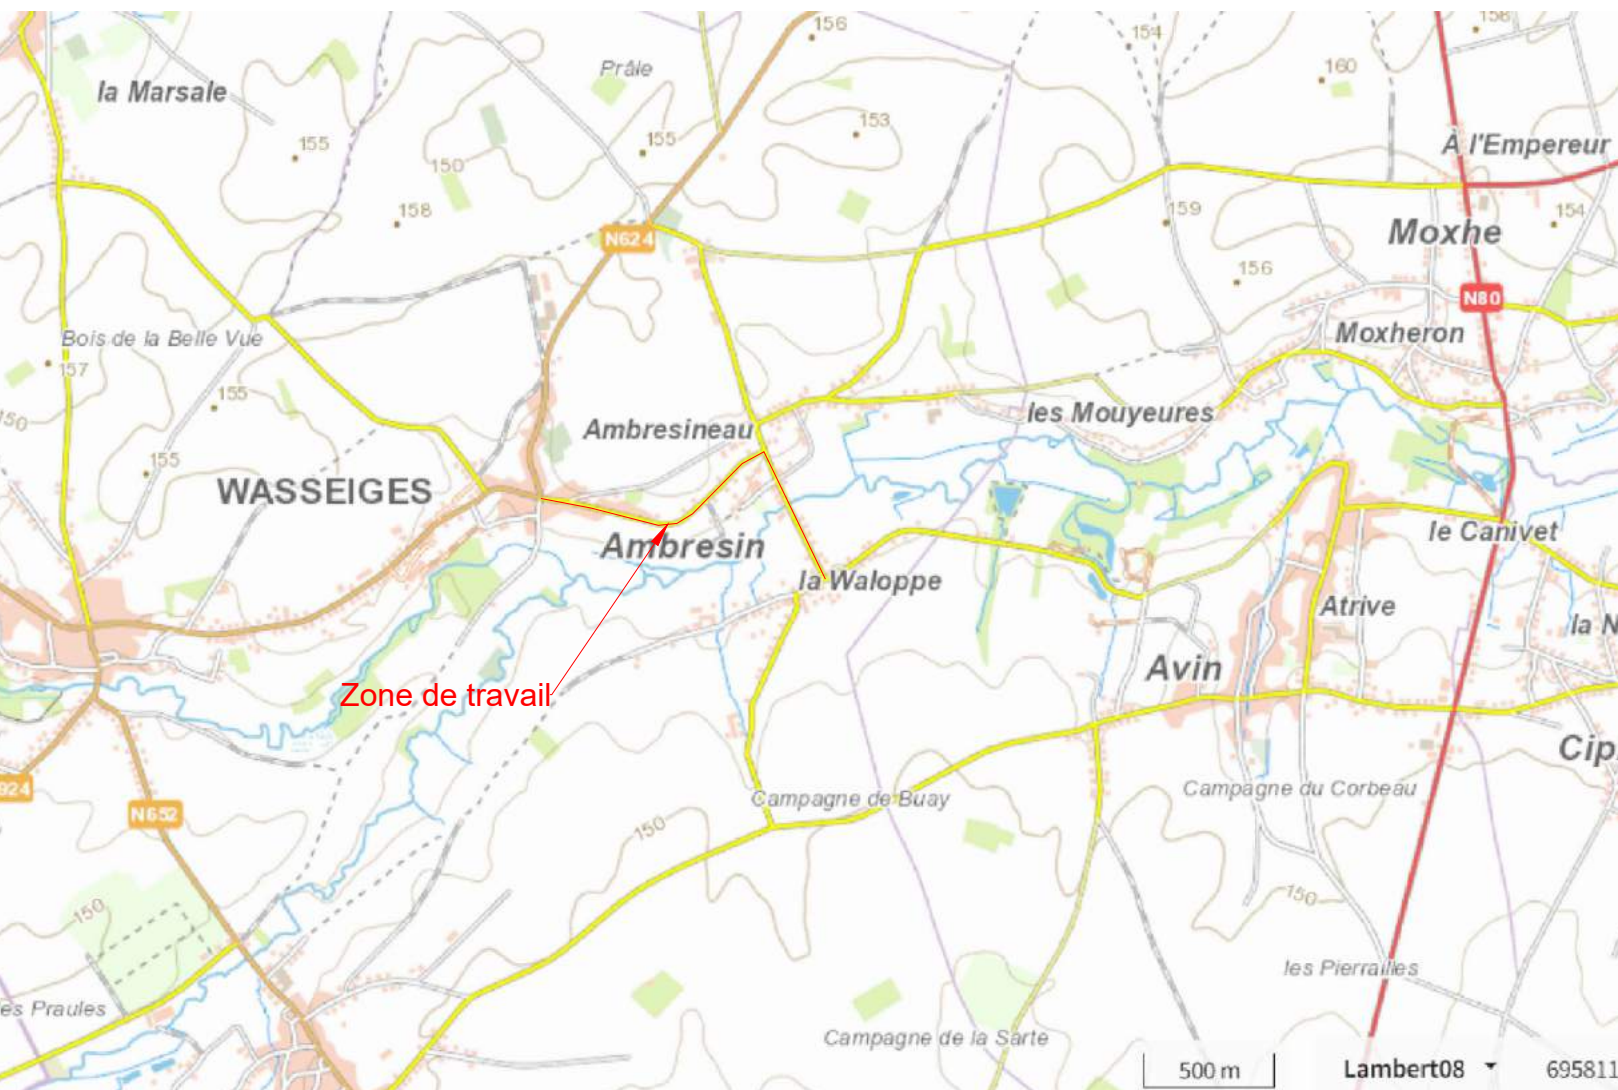 156
158
154
Prâle
160
la Marsale
153
155
155
À l'Empereur
150
158
159
154
N624
Moxhe
156
N80
Bois de la Belle Vue
Moxheron
157
155
150
les Mouyeures
Ambresineau
155
WASSEIGES
le Canivet
Ambresin
la Waloppe
Atrive
la N
Avin
Zone de travail
Cip
924
Campagne du Corbeau
Campagne de Buay
N652
150
150
150
les Pierrailles
es Praules
Campagne de la Sarte
500 m
Lambert08
695811